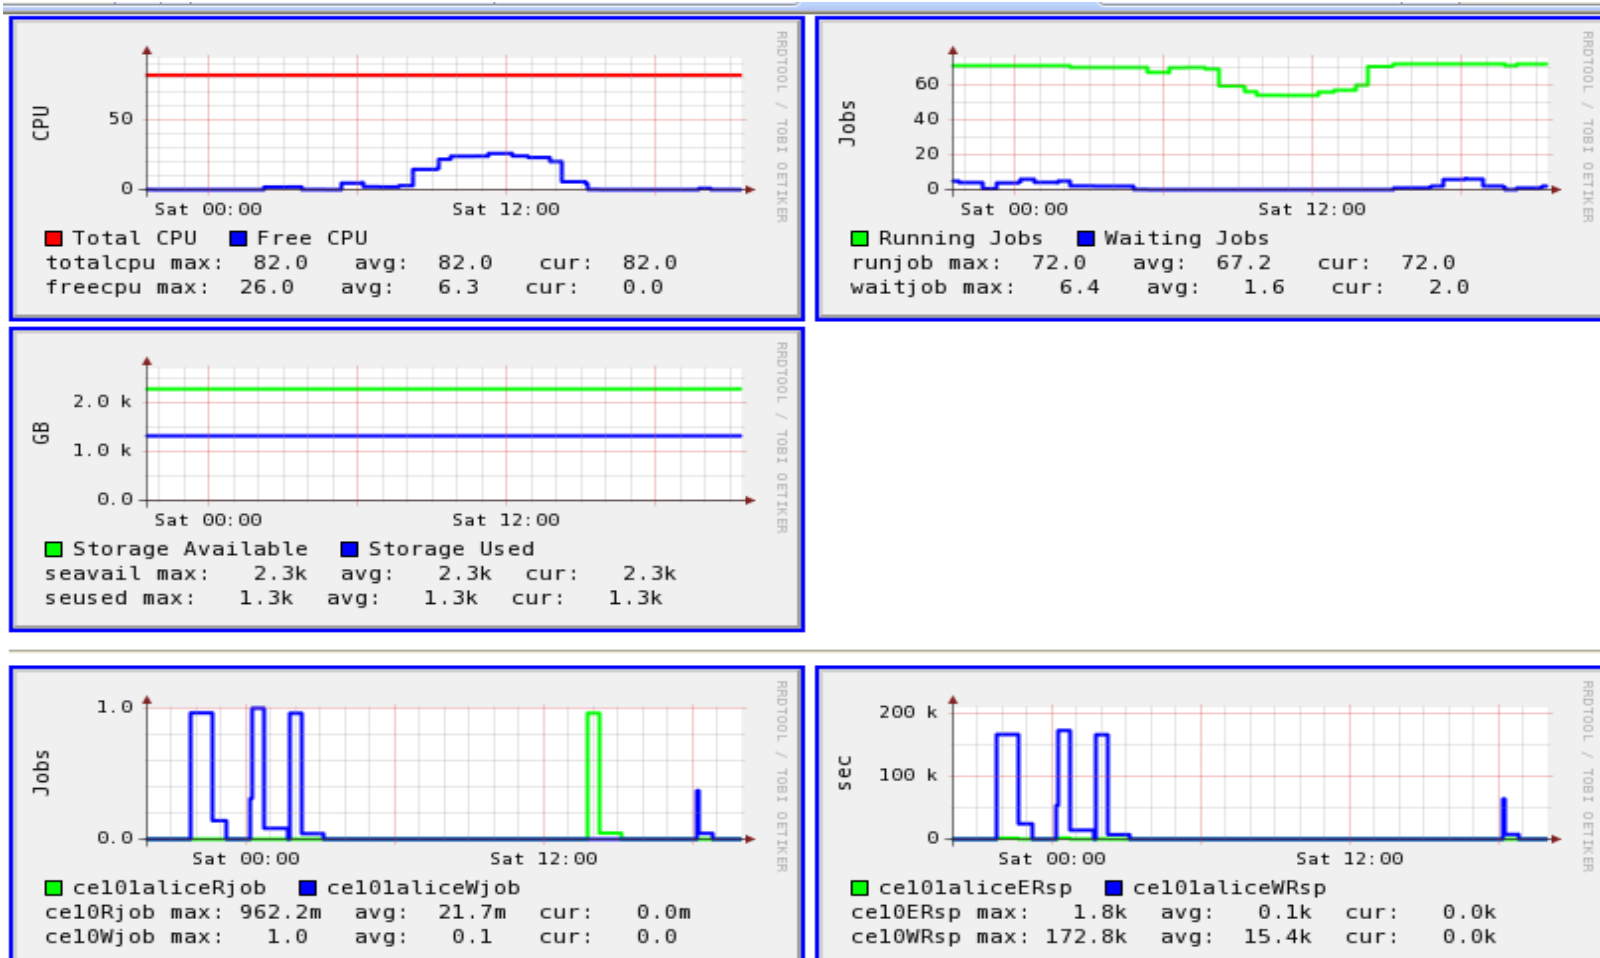 RRDTOOL / TOBI OETIKER
CPU
50
0
Sat 00:00 Sat 12:00
Total CPU Free CPU
totalcpu max: 82.0 avg: 82.0 cur: 82.0
freecpu max: 26.0 avg: 6.3 cur: 0.0
RRDTOOL / TOBI OETIKER
Jobs
60
40
20
0
Sat 00:00 Sat 12:00
Running Jobs Waiting Jobs
runjob max: 72.0 avg: 67.2 cur: 72.0
waitjob max: 6.4 avg: 1.6 cur: 2.0
RRDTOOL / TOBI OETIKER
GB
2.0 k
1.0 k
0.0
Sat 00:00 Sat 12:00
Storage Available Storage Used
seavail max: 2.3k avg: 2.3k cur: 2.3k
seused max: 1.3k avg: 1.3k cur: 1.3k
RRDTOOL / TOBI OETIKER
Jobs
1.0
0.0
Sat 00:00 Sat 12:00
ce101aliceRjob ce101aliceWjob
ce10Rjob max: 962.2m avg: 21.7m cur: 0.0m
ce10Wjob max: 1.0 avg: 0.1 cur: 0.0
RRDTOOL / TOBI OETIKER
sec
200 k
100 k
0
Sat 00:00 Sat 12:00
ce101aliceERsp ce101aliceWRsp
ce10ERsp max: 1.8k avg: 0.1k cur: 0.0k
ce10WRsp max: 172.8k avg: 15.4k cur: 0.0k